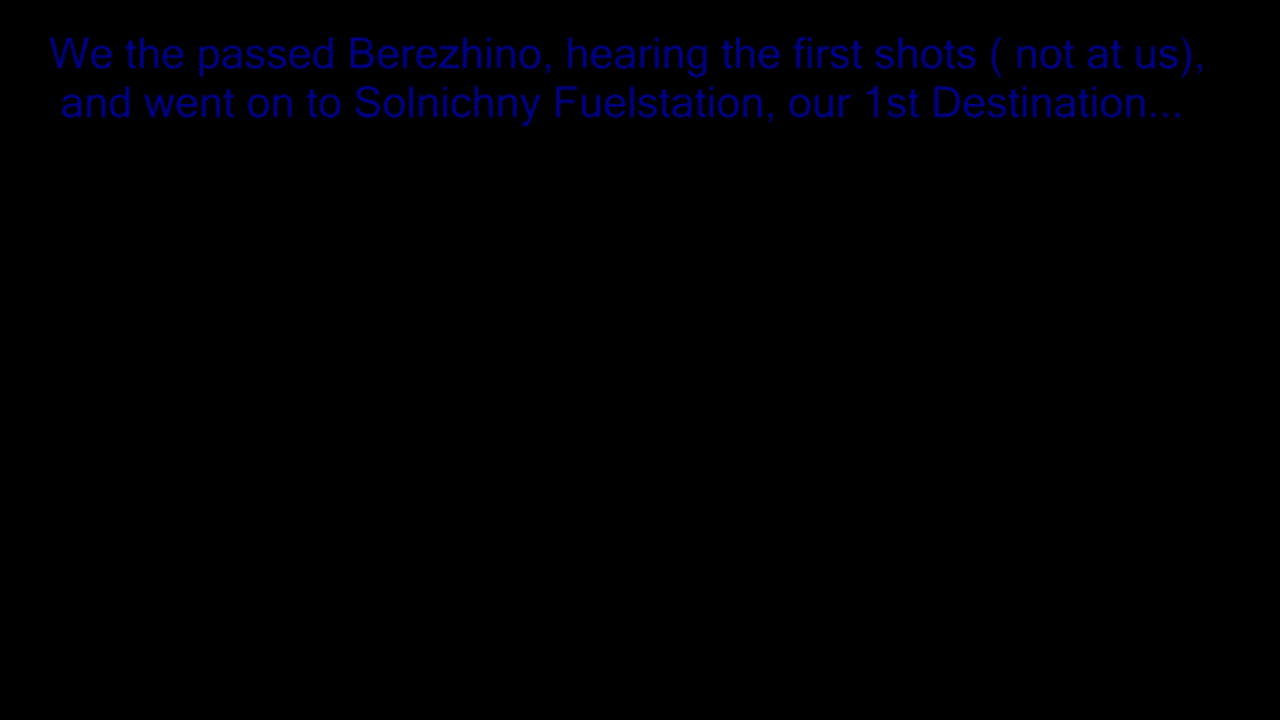 We the passed Berezhino, hearing the first shots ( not at us),
and went on to Solnichny Fuelstation, our 1st Destination...